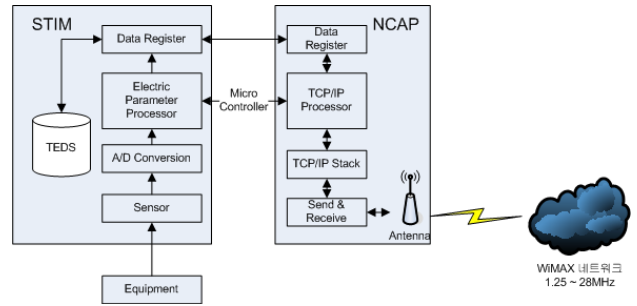 STIM
Data Register
Electric
Parameter
Processor
TEDS
A/D Conversion
Sensor
Equipment
Micro
Controller
NCAP
Data
Register
TCP/IP
Processor
TCP/IP Stack
Send &
Receive
Antenna
WiMAX 네트워크
1.25 ~ 28MHz